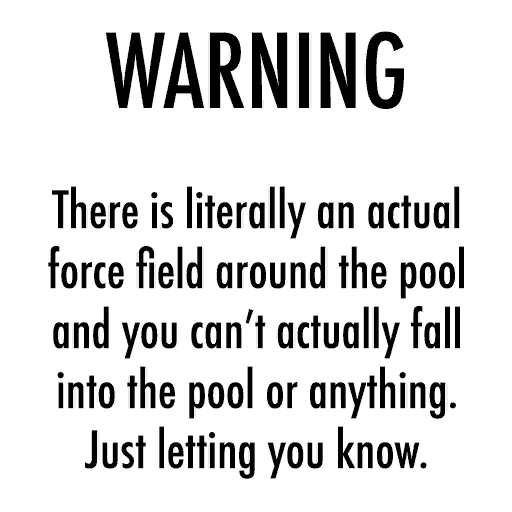 WARNING
There is literally an actual
force field around the pool
and you can’t actually fall
into the pool or anything.
Just letting you know.